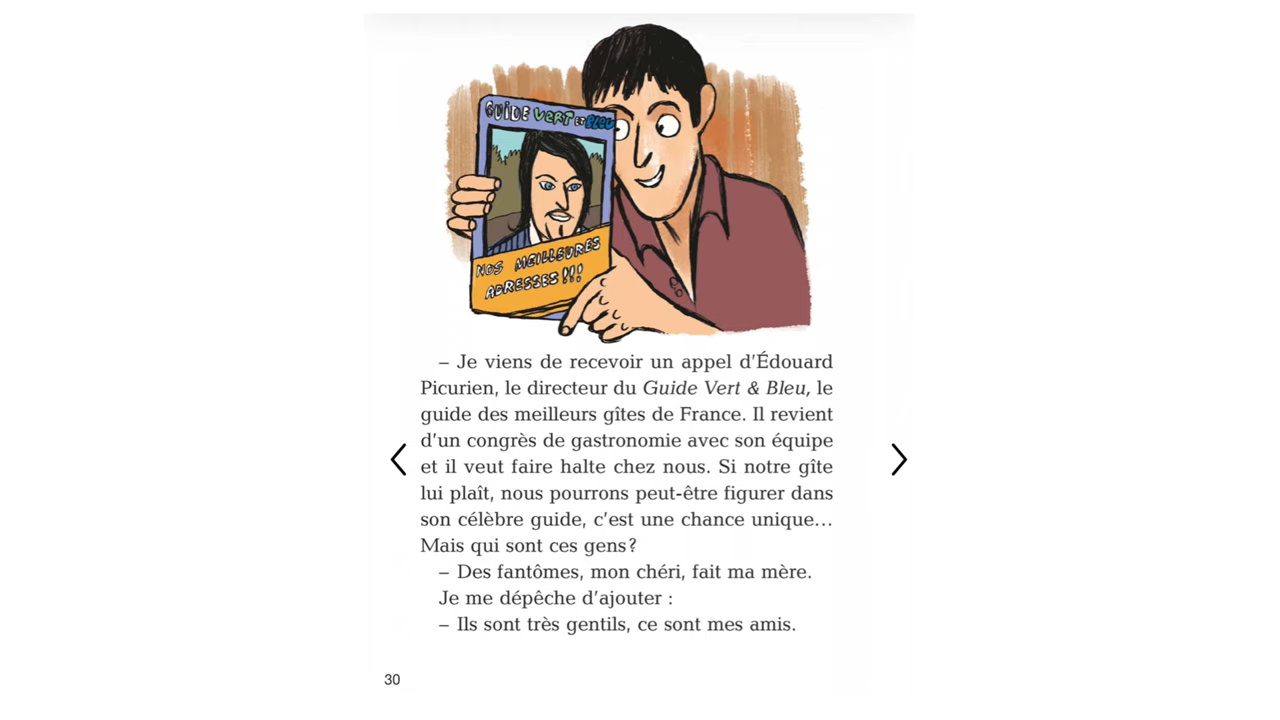 GUIDE VERT ET BLEU
NOS MEILLEURES
ADRESSES !!!
– Je viens de recevoir un appel d’Édouard
Picurien, le directeur du Guide Vert & Bleu, le
guide des meilleurs gîtes de France. Il revient
d’un congrès de gastronomie avec son équipe
et il veut faire halte chez nous. Si notre gîte
lui plaît, nous pourrons peut-être figurer dans
son célèbre guide, c’est une chance unique…
Mais qui sont ces gens ?
– Des fantômes, mon chéri, fait ma mère.
Je me dépêche d’ajouter :
– Ils sont très gentils, ce sont mes amis.
30